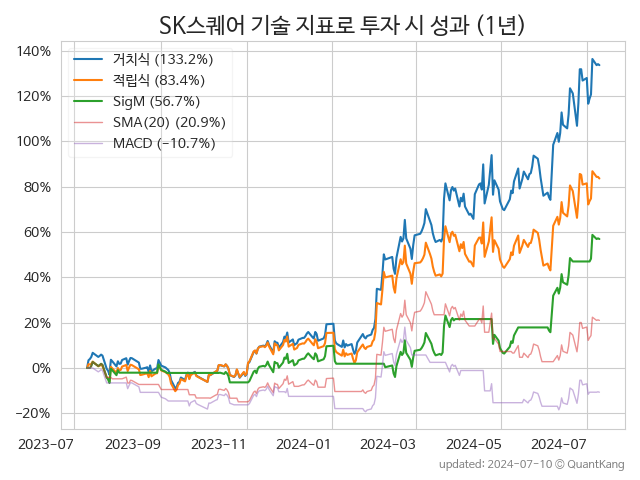 SK스퀘어 기술 지표로 투자 시 성과 (1년)
140%
120%
100%
80%
60%
40%
20%
0%
−20%
거치식 (133.2%)
적립식 (83.4%)
SigM (56.7%)
SMA(20) (20.9%)
MACD (−10.7%)
2023-07 2023-09 2023-11 2024-01 2024-03 2024-05 2024-07
updated: 2024-07-10 © QuantKang